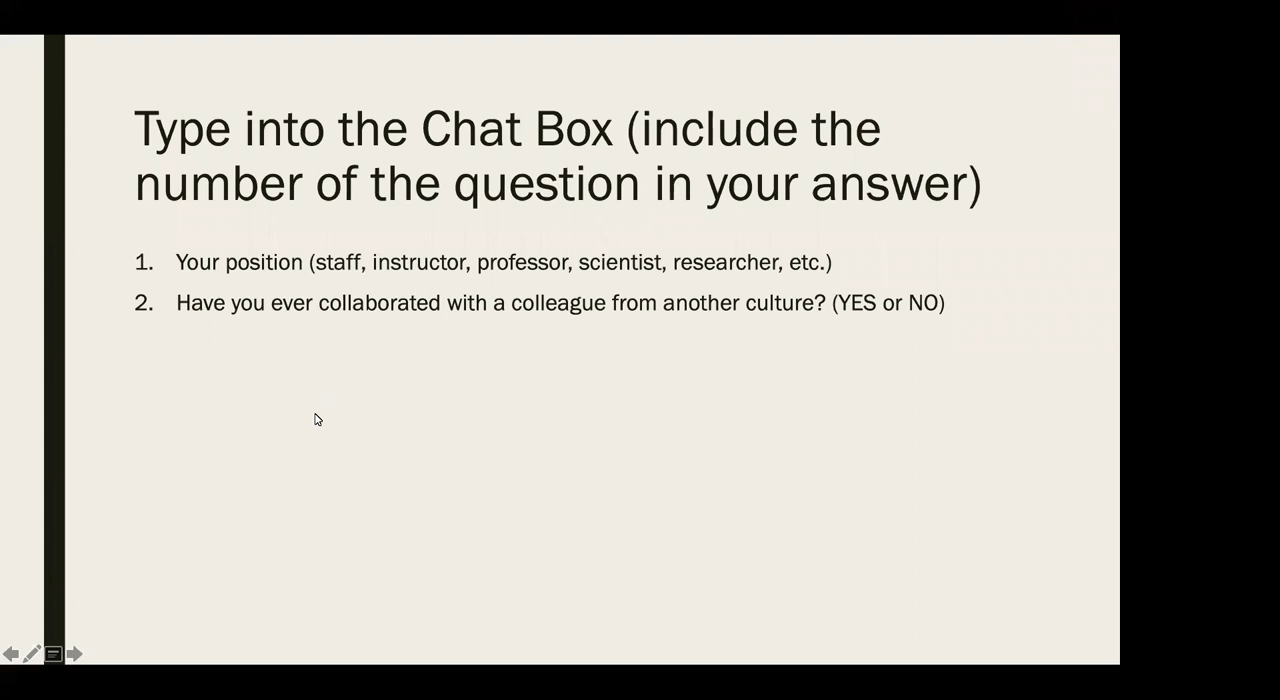 Type into the Chat Box (include the
number of the question in your answer)
1. Your position (staff, instructor, professor, scientist, researcher, etc.)
2. Have you ever collaborated with a colleague from another culture? (YES or NO)